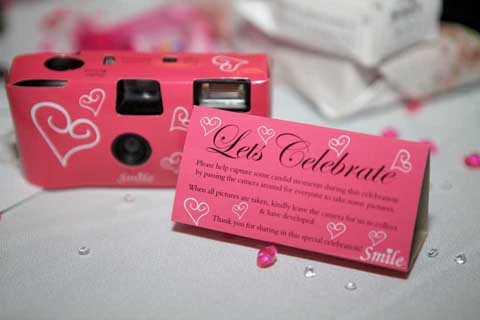 Lets Celebrate
Please help capture some candid moments during this celebration
by passing the camera around for everyone to take some pictures.
When all pictures are taken, kindly leave the camera for us to collect
& have developed.
Thank you for sharing in this special celebration!
Smile
Smile